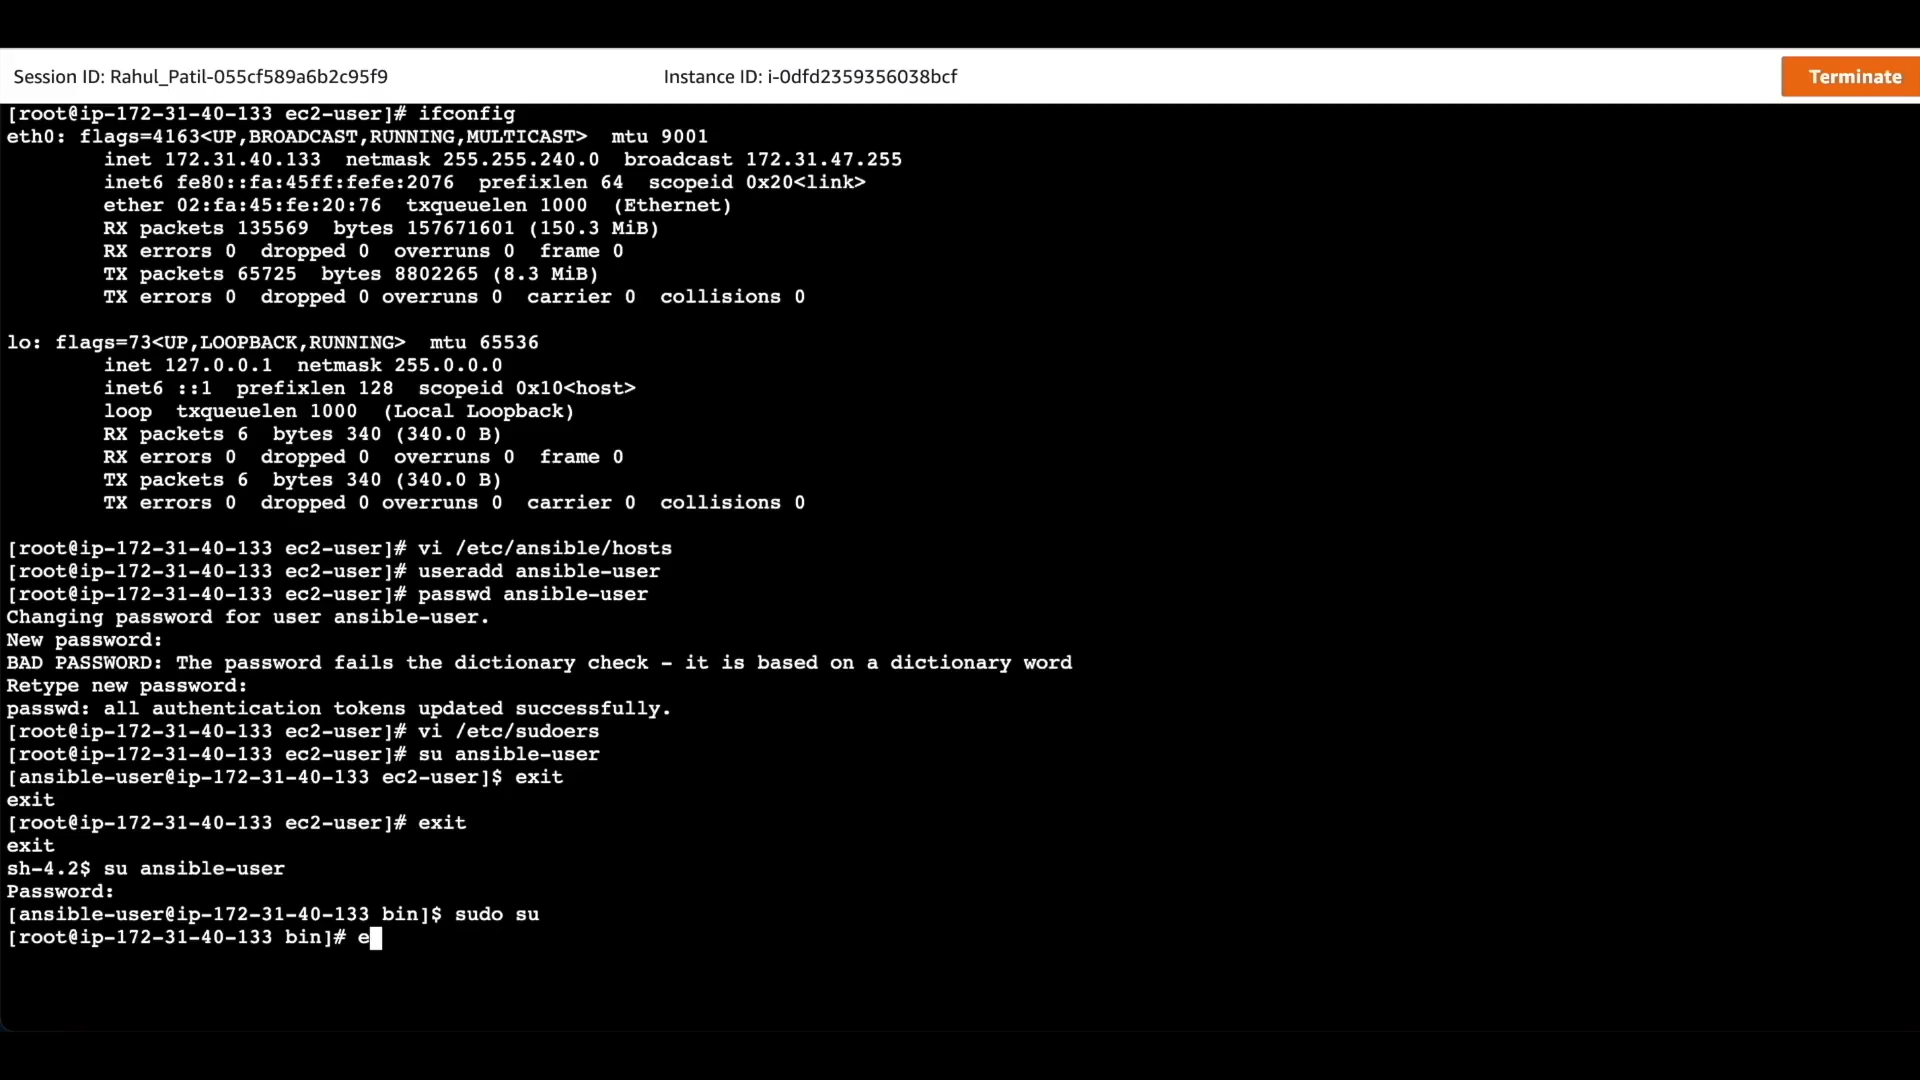 Session ID: Rahul_Patil-055cf589a6b2c95f9 Instance ID: i-0dfd2359356038bcf Terminate
[root@ip-172-31-40-133 ec2-user]# ifconfig
eth0: flags=4163<UP,BROADCAST,RUNNING,MULTICAST>  mtu 9001
        inet 172.31.40.133  netmask 255.255.240.0  broadcast 172.31.47.255
        inet6 fe80::fa:45ff:fefe:2076  prefixlen 64  scopeid 0x20<link>
        ether 02:fa:45:fe:20:76  txqueuelen 1000  (Ethernet)
        RX packets 135569  bytes 157671601 (150.3 MiB)
        RX errors 0  dropped 0  overruns 0  frame 0
        TX packets 65725  bytes 8802265 (8.3 MiB)
        TX errors 0  dropped 0 overruns 0  carrier 0  collisions 0
lo: flags=73<UP,LOOPBACK,RUNNING>  mtu 65536
        inet 127.0.0.1  netmask 255.0.0.0
        inet6 ::1  prefixlen 128  scopeid 0x10<host>
        loop  txqueuelen 1000  (Local Loopback)
        RX packets 6  bytes 340 (340.0 B)
        RX errors 0  dropped 0  overruns 0  frame 0
        TX packets 6  bytes 340 (340.0 B)
        TX errors 0  dropped 0 overruns 0  carrier 0  collisions 0
[root@ip-172-31-40-133 ec2-user]# vi /etc/ansible/hosts
[root@ip-172-31-40-133 ec2-user]# useradd ansible-user
[root@ip-172-31-40-133 ec2-user]# passwd ansible-user
Changing password for user ansible-user.
New password:
BAD PASSWORD: The password fails the dictionary check - it is based on a dictionary word
Retype new password:
passwd: all authentication tokens updated successfully.
[root@ip-172-31-40-133 ec2-user]# vi /etc/sudoers
[root@ip-172-31-40-133 ec2-user]# su ansible-user
[ansible-user@ip-172-31-40-133 ec2-user]$ exit
exit
[root@ip-172-31-40-133 ec2-user]# exit
exit
sh-4.2$ su ansible-user
Password:
[ansible-user@ip-172-31-40-133 bin]$ sudo su
[root@ip-172-31-40-133 bin]# e